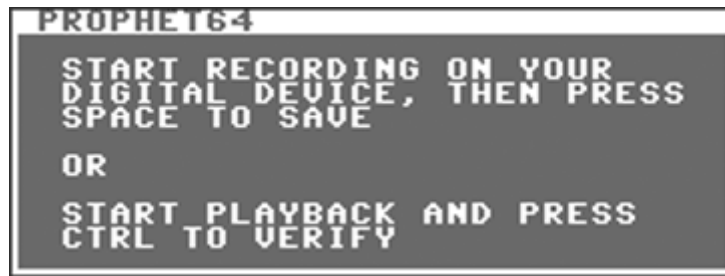 PROPHET64
START RECORDING ON YOUR
DIGITAL DEVICE, THEN PRESS
SPACE TO SAVE
OR
START PLAYBACK AND PRESS
CTRL TO VERIFY